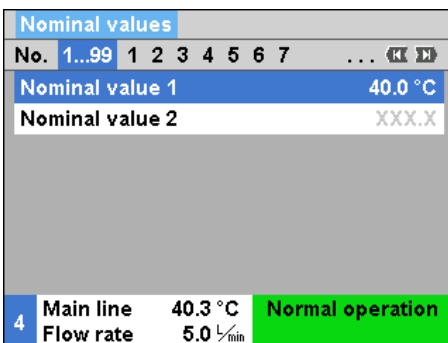 Nominal values
No. 1...99 1 2 3 4 5 6 7 ...
Nominal value 1 40.0 °C
Nominal value 2 XXX.X
4 Main line 40.3 °C Normal operation
Flow rate 5.0 L/min